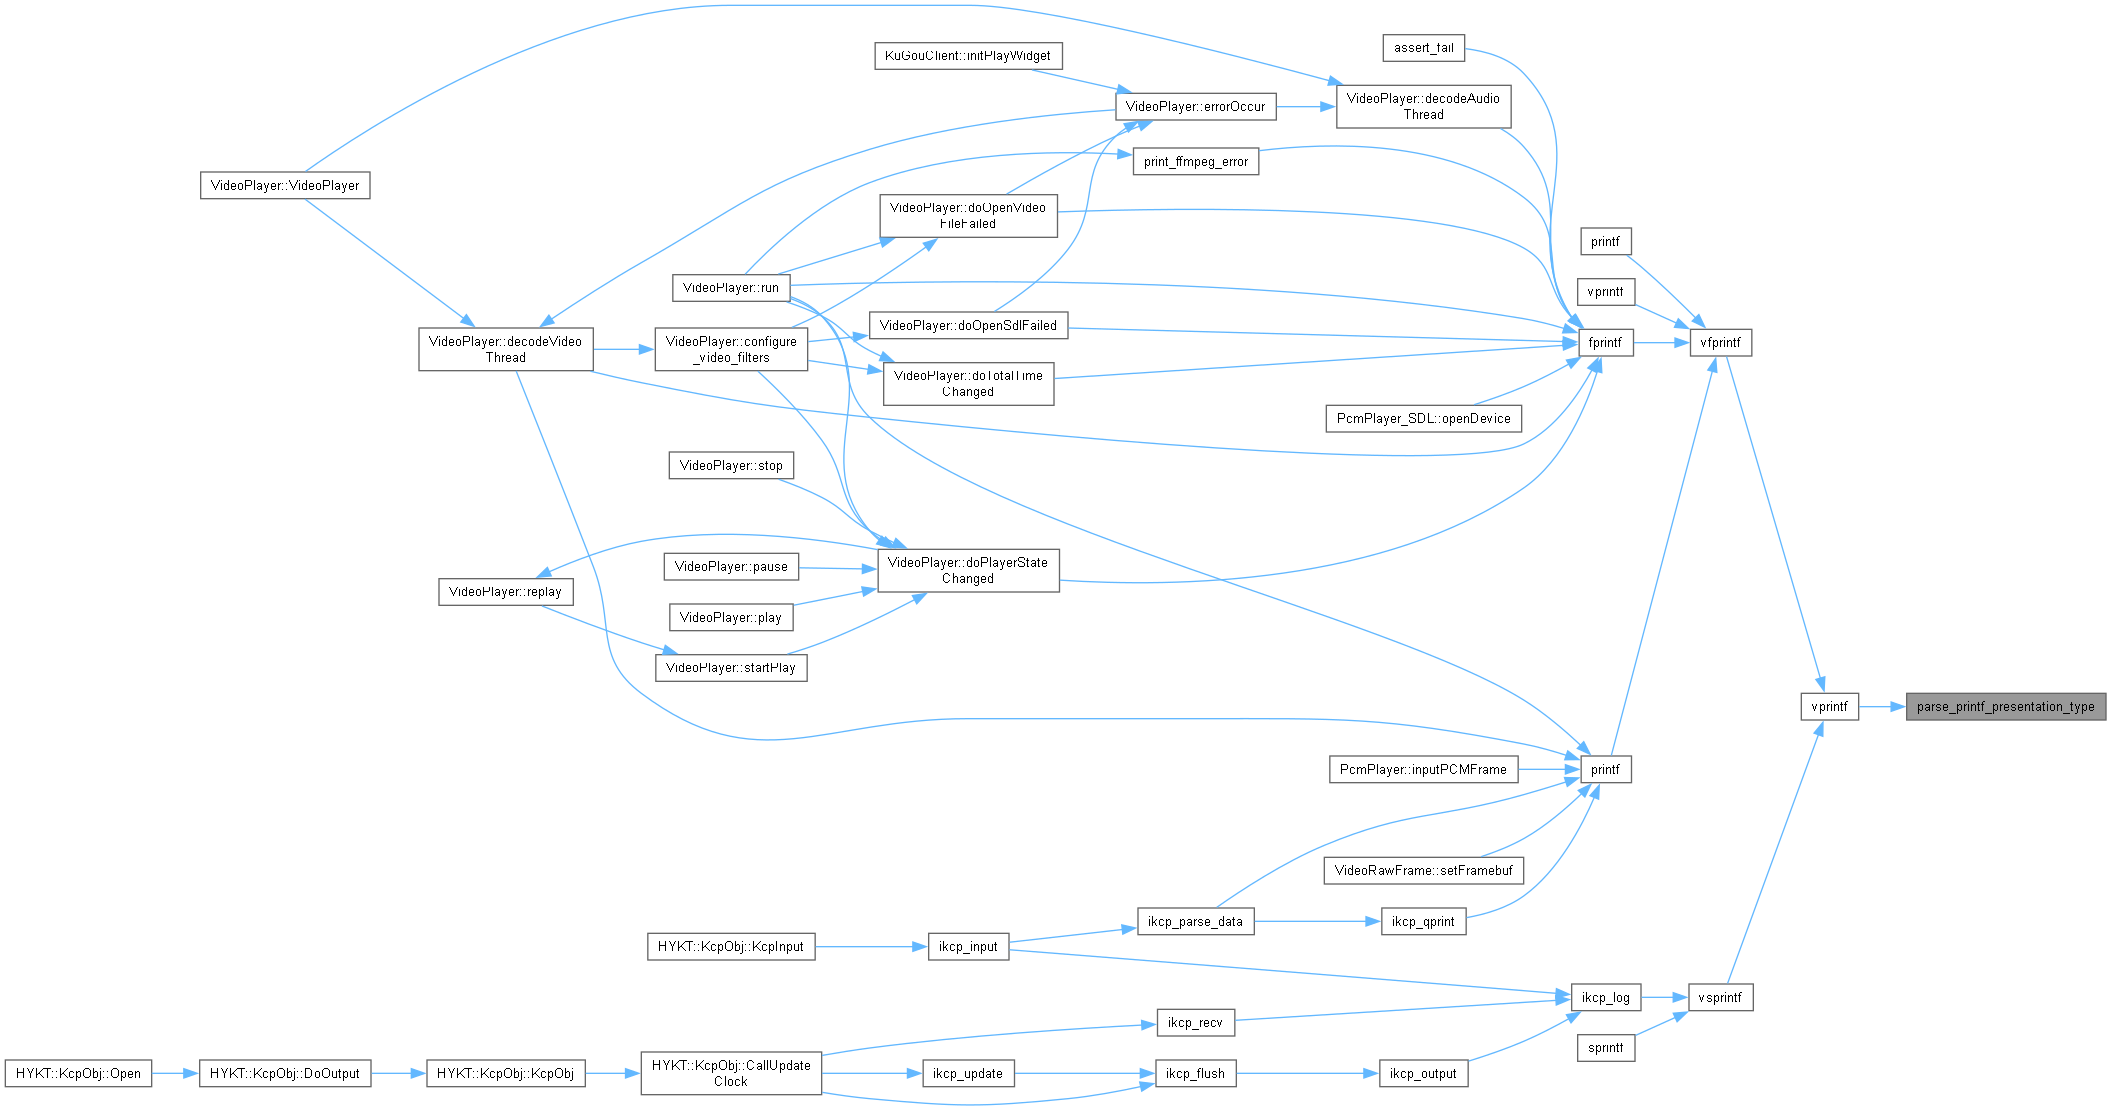 KuGouClient::initPlayWidget
assert_fail
VideoPlayer::decodeAudio
Thread
VideoPlayer::errorOccur
print_ffmpeg_error
VideoPlayer::VideoPlayer
VideoPlayer::doOpenVideo
FileFailed
printf
vprintf
VideoPlayer::run
VideoPlayer::doOpenSdlFailed
VideoPlayer::decodeVideo
Thread
VideoPlayer::configure
_video_filters
fprintf
vfprintf
VideoPlayer::doTotalTime
Changed
PcmPlayer_SDL::openDevice
VideoPlayer::stop
VideoPlayer::pause
VideoPlayer::doPlayerState
Changed
VideoPlayer::replay
VideoPlayer::play
VideoPlayer::startPlay
vprintf
parse_printf_presentation_type
PcmPlayer::inputPCMFrame
printf
VideoRawFrame::setFramebuf
ikcp_parse_data
ikcp_qprint
HYKT::KcpObj::KcpInput
ikcp_input
ikcp_log
vsprintf
ikcp_recv
sprintf
HYKT::KcpObj::Open
HYKT::KcpObj::DoOutput
HYKT::KcpObj::KcpObj
HYKT::KcpObj::CallUpdate
Clock
ikcp_update
ikcp_flush
ikcp_output